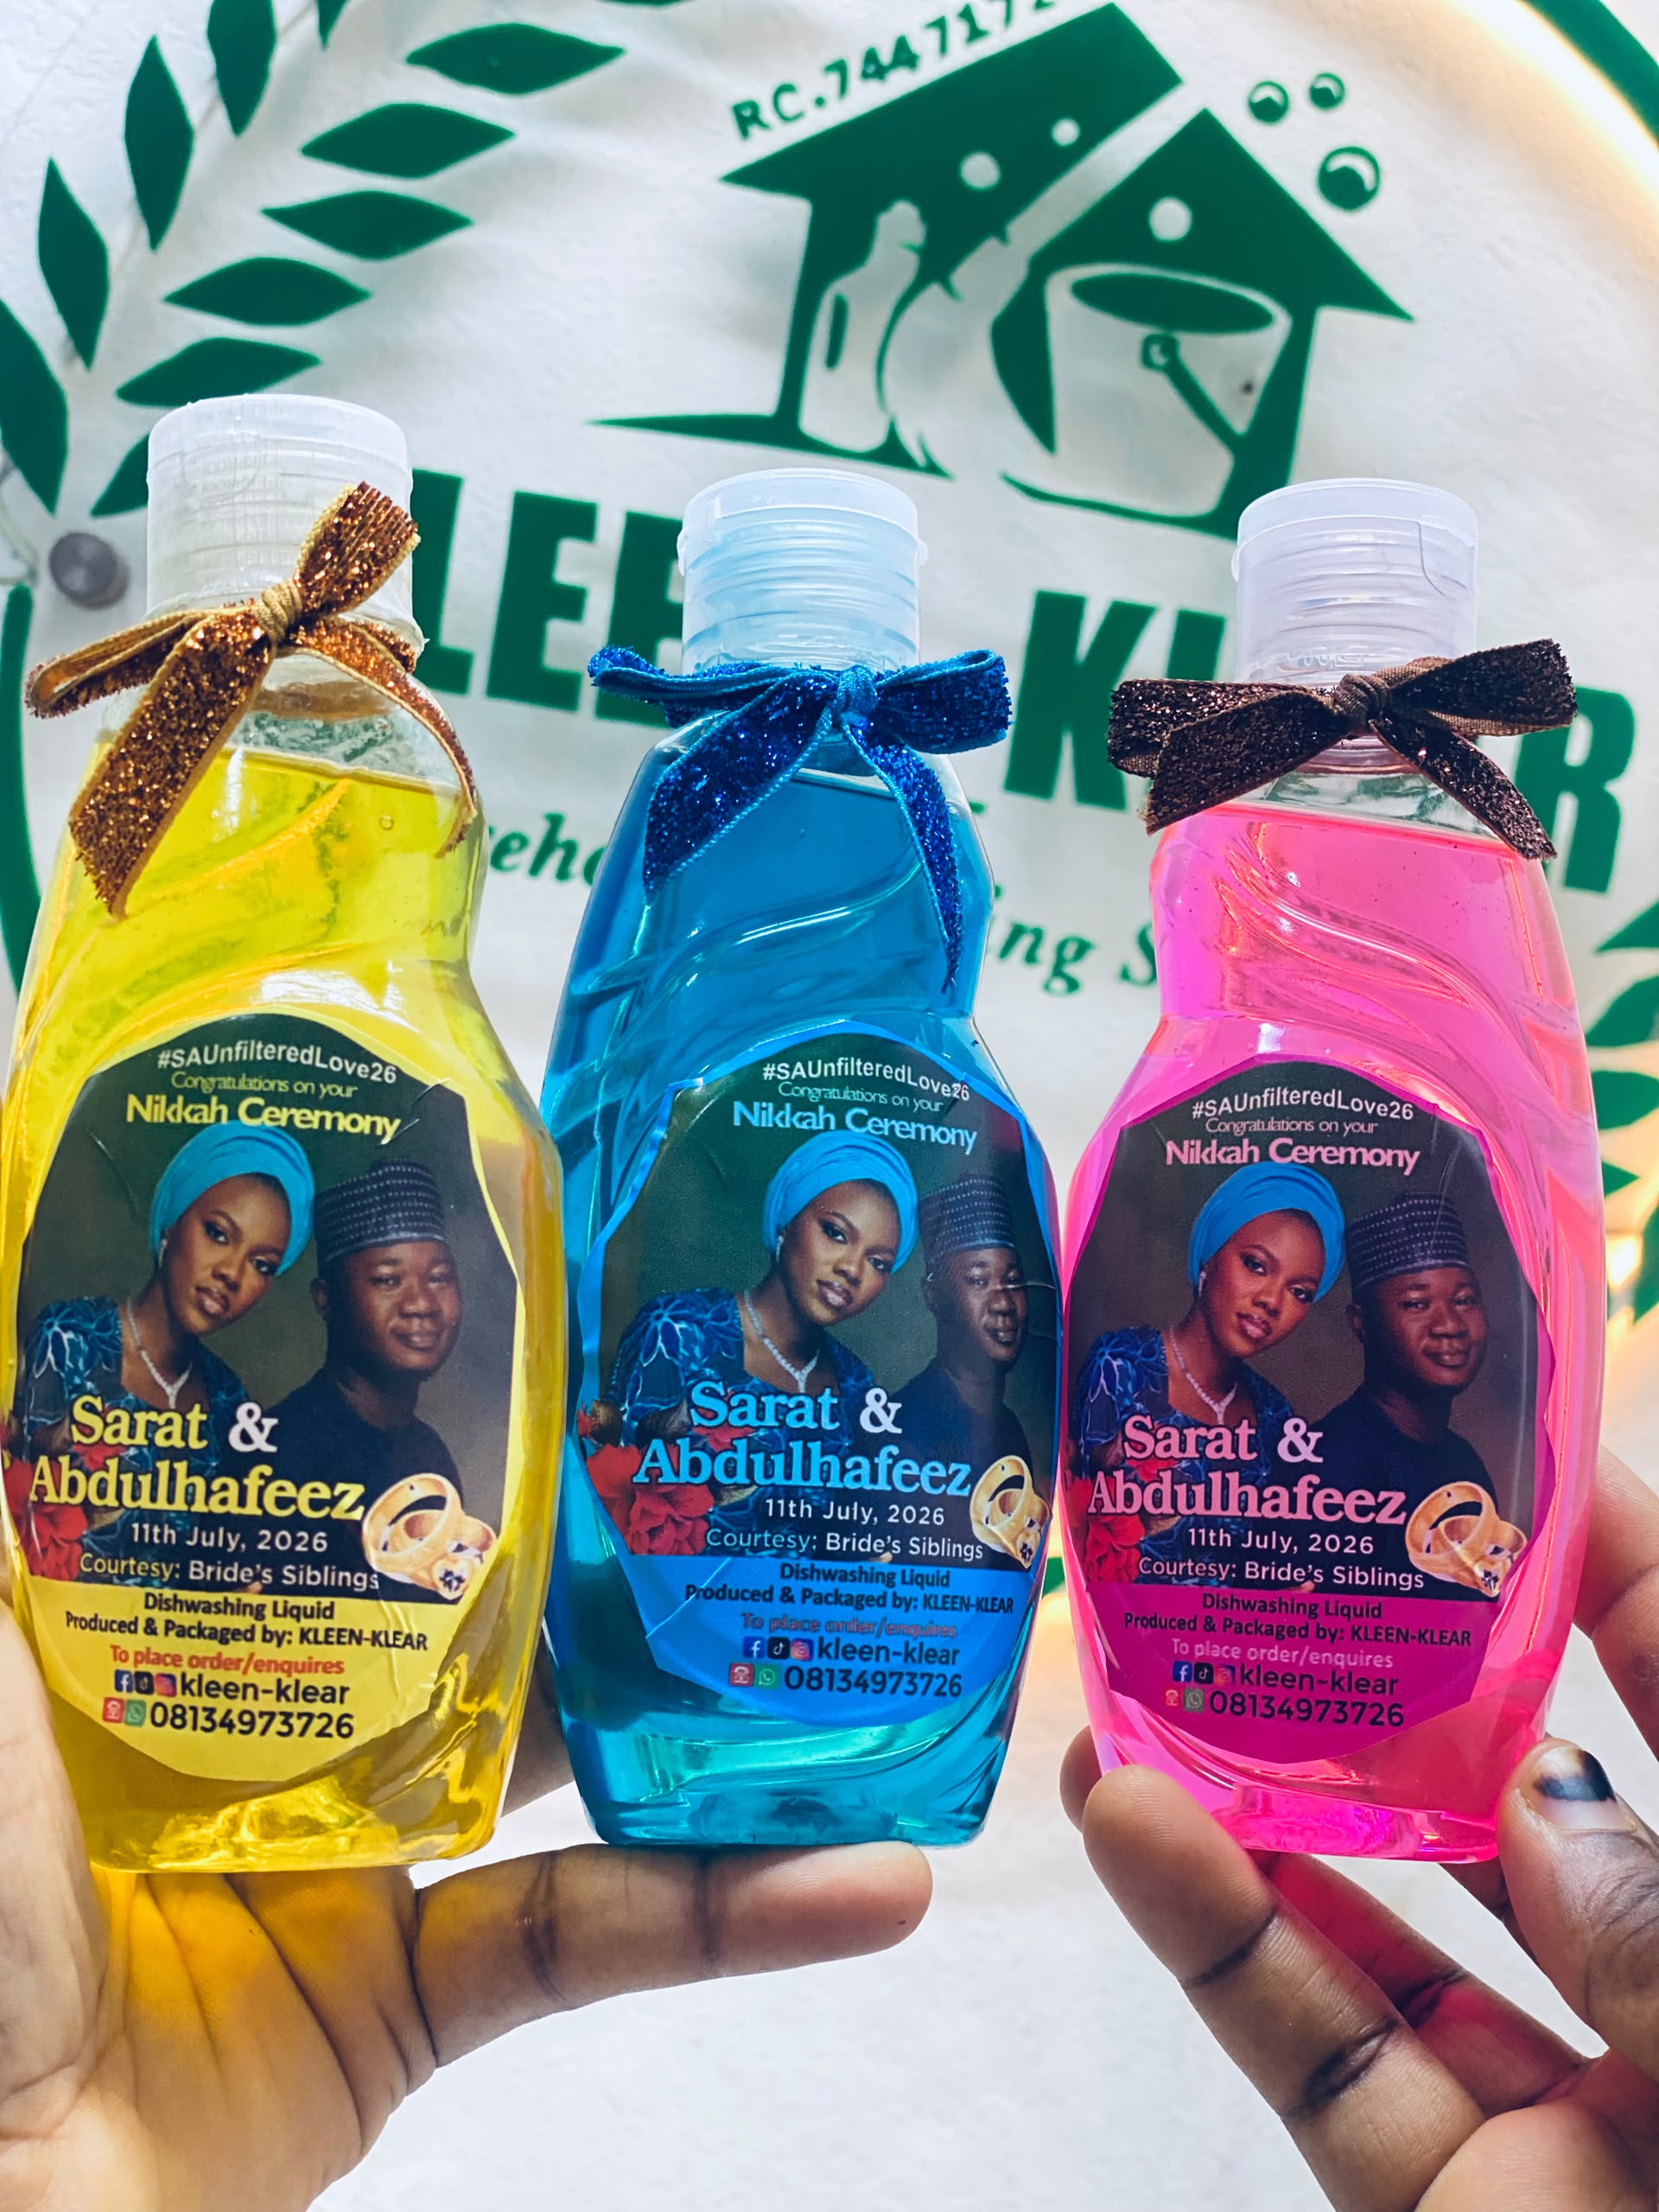 RC.744717
KLEEN_KLEAR
#SAUnfilteredLove26
Congratulations on your
Nikkah Ceremony
Sarat &
Abdulhafeez
11th July, 2026
Courtesy: Bride's Siblings
Dishwashing Liquid
Produced & Packaged by: KLEEN-KLEAR
To place order/enquires
kleen-klear
08134973726
#SAUnfilteredLove26
Congratulations on your
Nikkah Ceremony
Sarat &
Abdulhafeez
11th July, 2026
Courtesy: Bride's Siblings
Dishwashing Liquid
Produced & Packaged by: KLEEN-KLEAR
To place order/enquires
kleen-klear
08134973726
#SAUnfilteredLove26
Congratulations on your
Nikkah Ceremony
Sarat &
Abdulhafeez
11th July, 2026
Courtesy: Bride's Siblings
Dishwashing Liquid
Produced & Packaged by: KLEEN-KLEAR
To place order/enquires
kleen-klear
08134973726